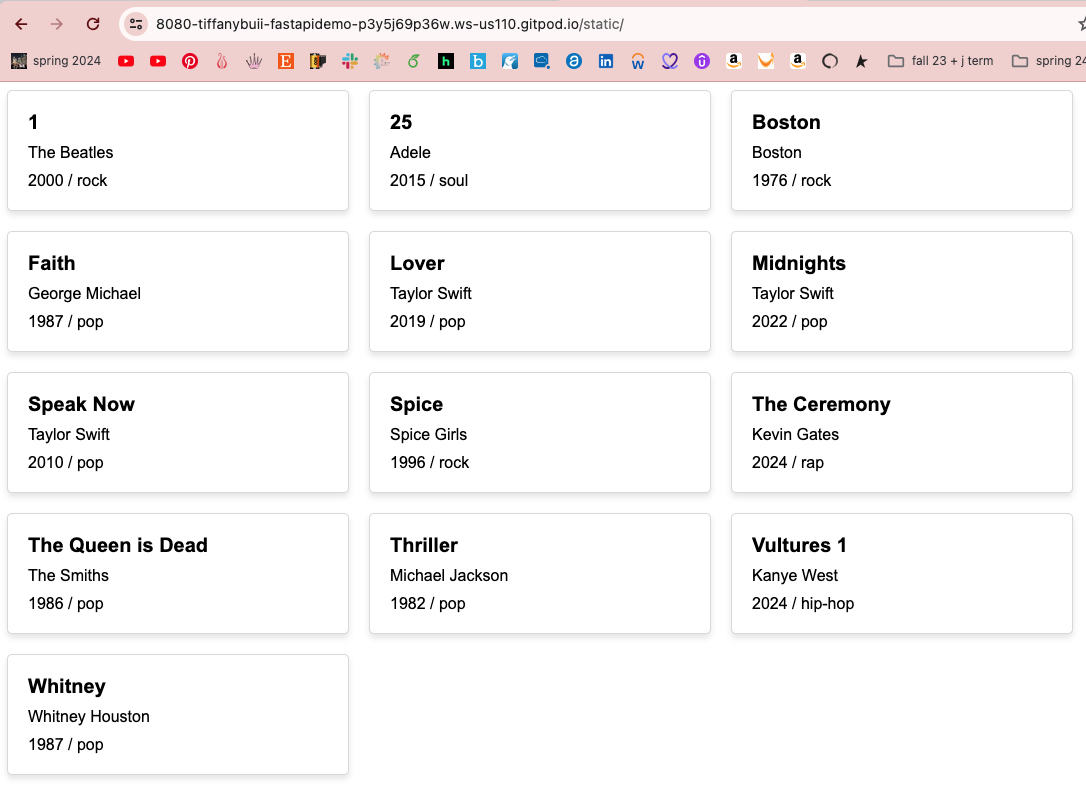 8080-tiffanybuii-fastapidemo-p3y5j69p36w.ws-us110.gitpod.io/static/
spring 2024
fall 23 + j term
spring 24
1
The Beatles
2000 / rock
25
Adele
2015 / soul
Boston
Boston
1976 / rock
Faith
George Michael
1987 / pop
Lover
Taylor Swift
2019 / pop
Midnights
Taylor Swift
2022 / pop
Speak Now
Taylor Swift
2010 / pop
Spice
Spice Girls
1996 / rock
The Ceremony
Kevin Gates
2024 / rap
The Queen is Dead
The Smiths
1986 / pop
Thriller
Michael Jackson
1982 / pop
Vultures 1
Kanye West
2024 / hip-hop
Whitney
Whitney Houston
1987 / pop